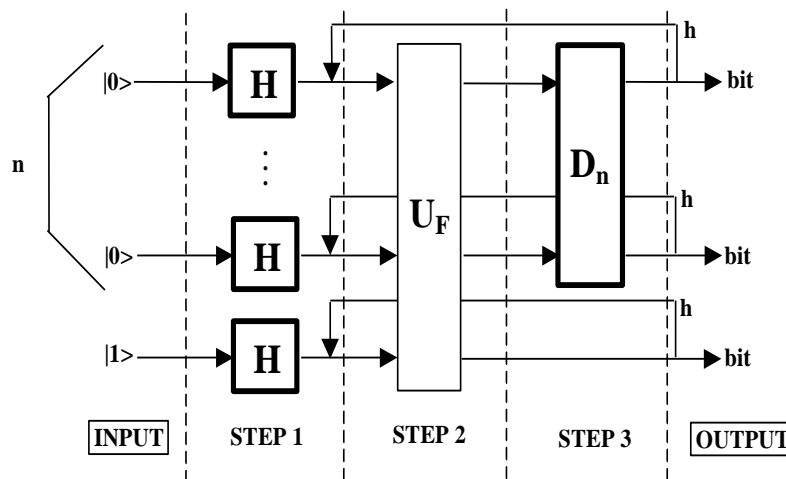 h
|0>
H
bit
n
D_n
U_F
h
|0>
H
bit
h
|1>
H
bit
INPUT
STEP 1
STEP 2
STEP 3
OUTPUT